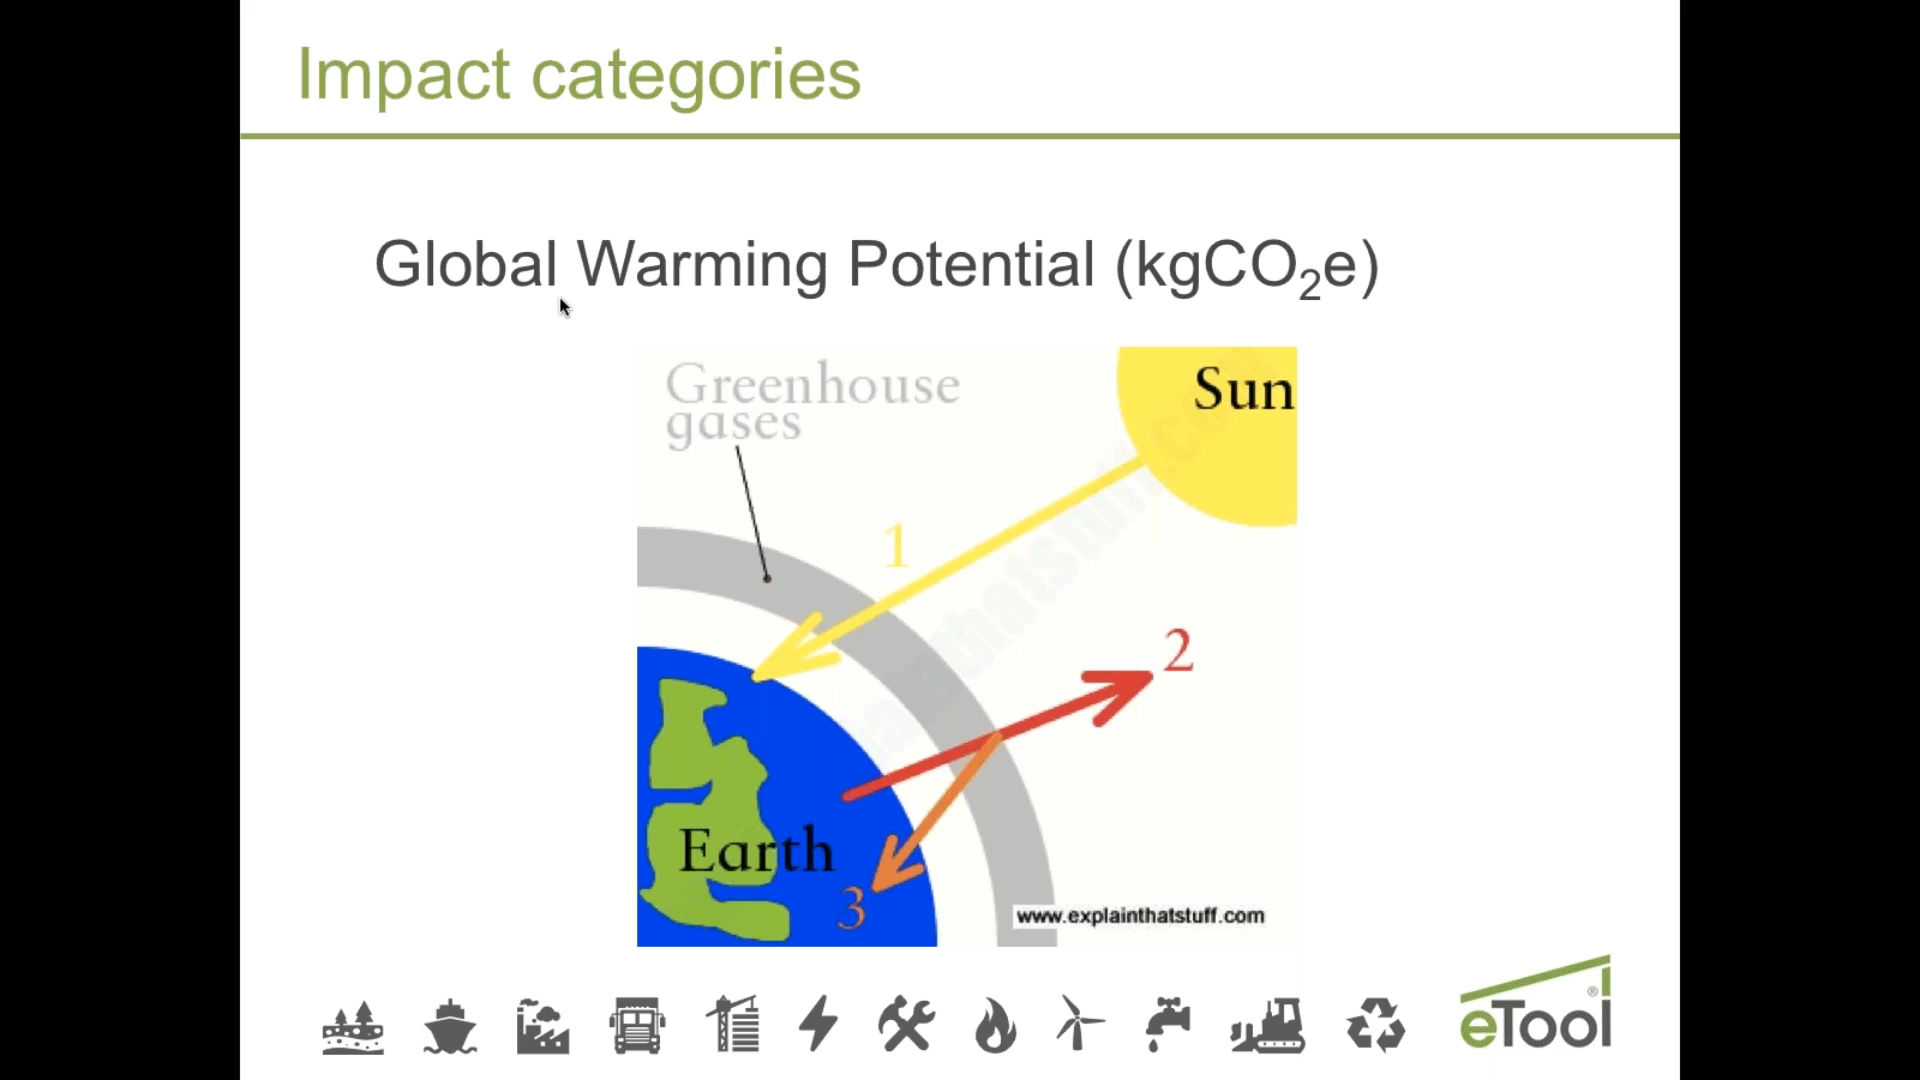 Impact categories
Global Warming Potential (kgCO₂e)
Greenhouse
gases
Sun
1
2
Earth
3
www.explainthatstuff.com
eTool®